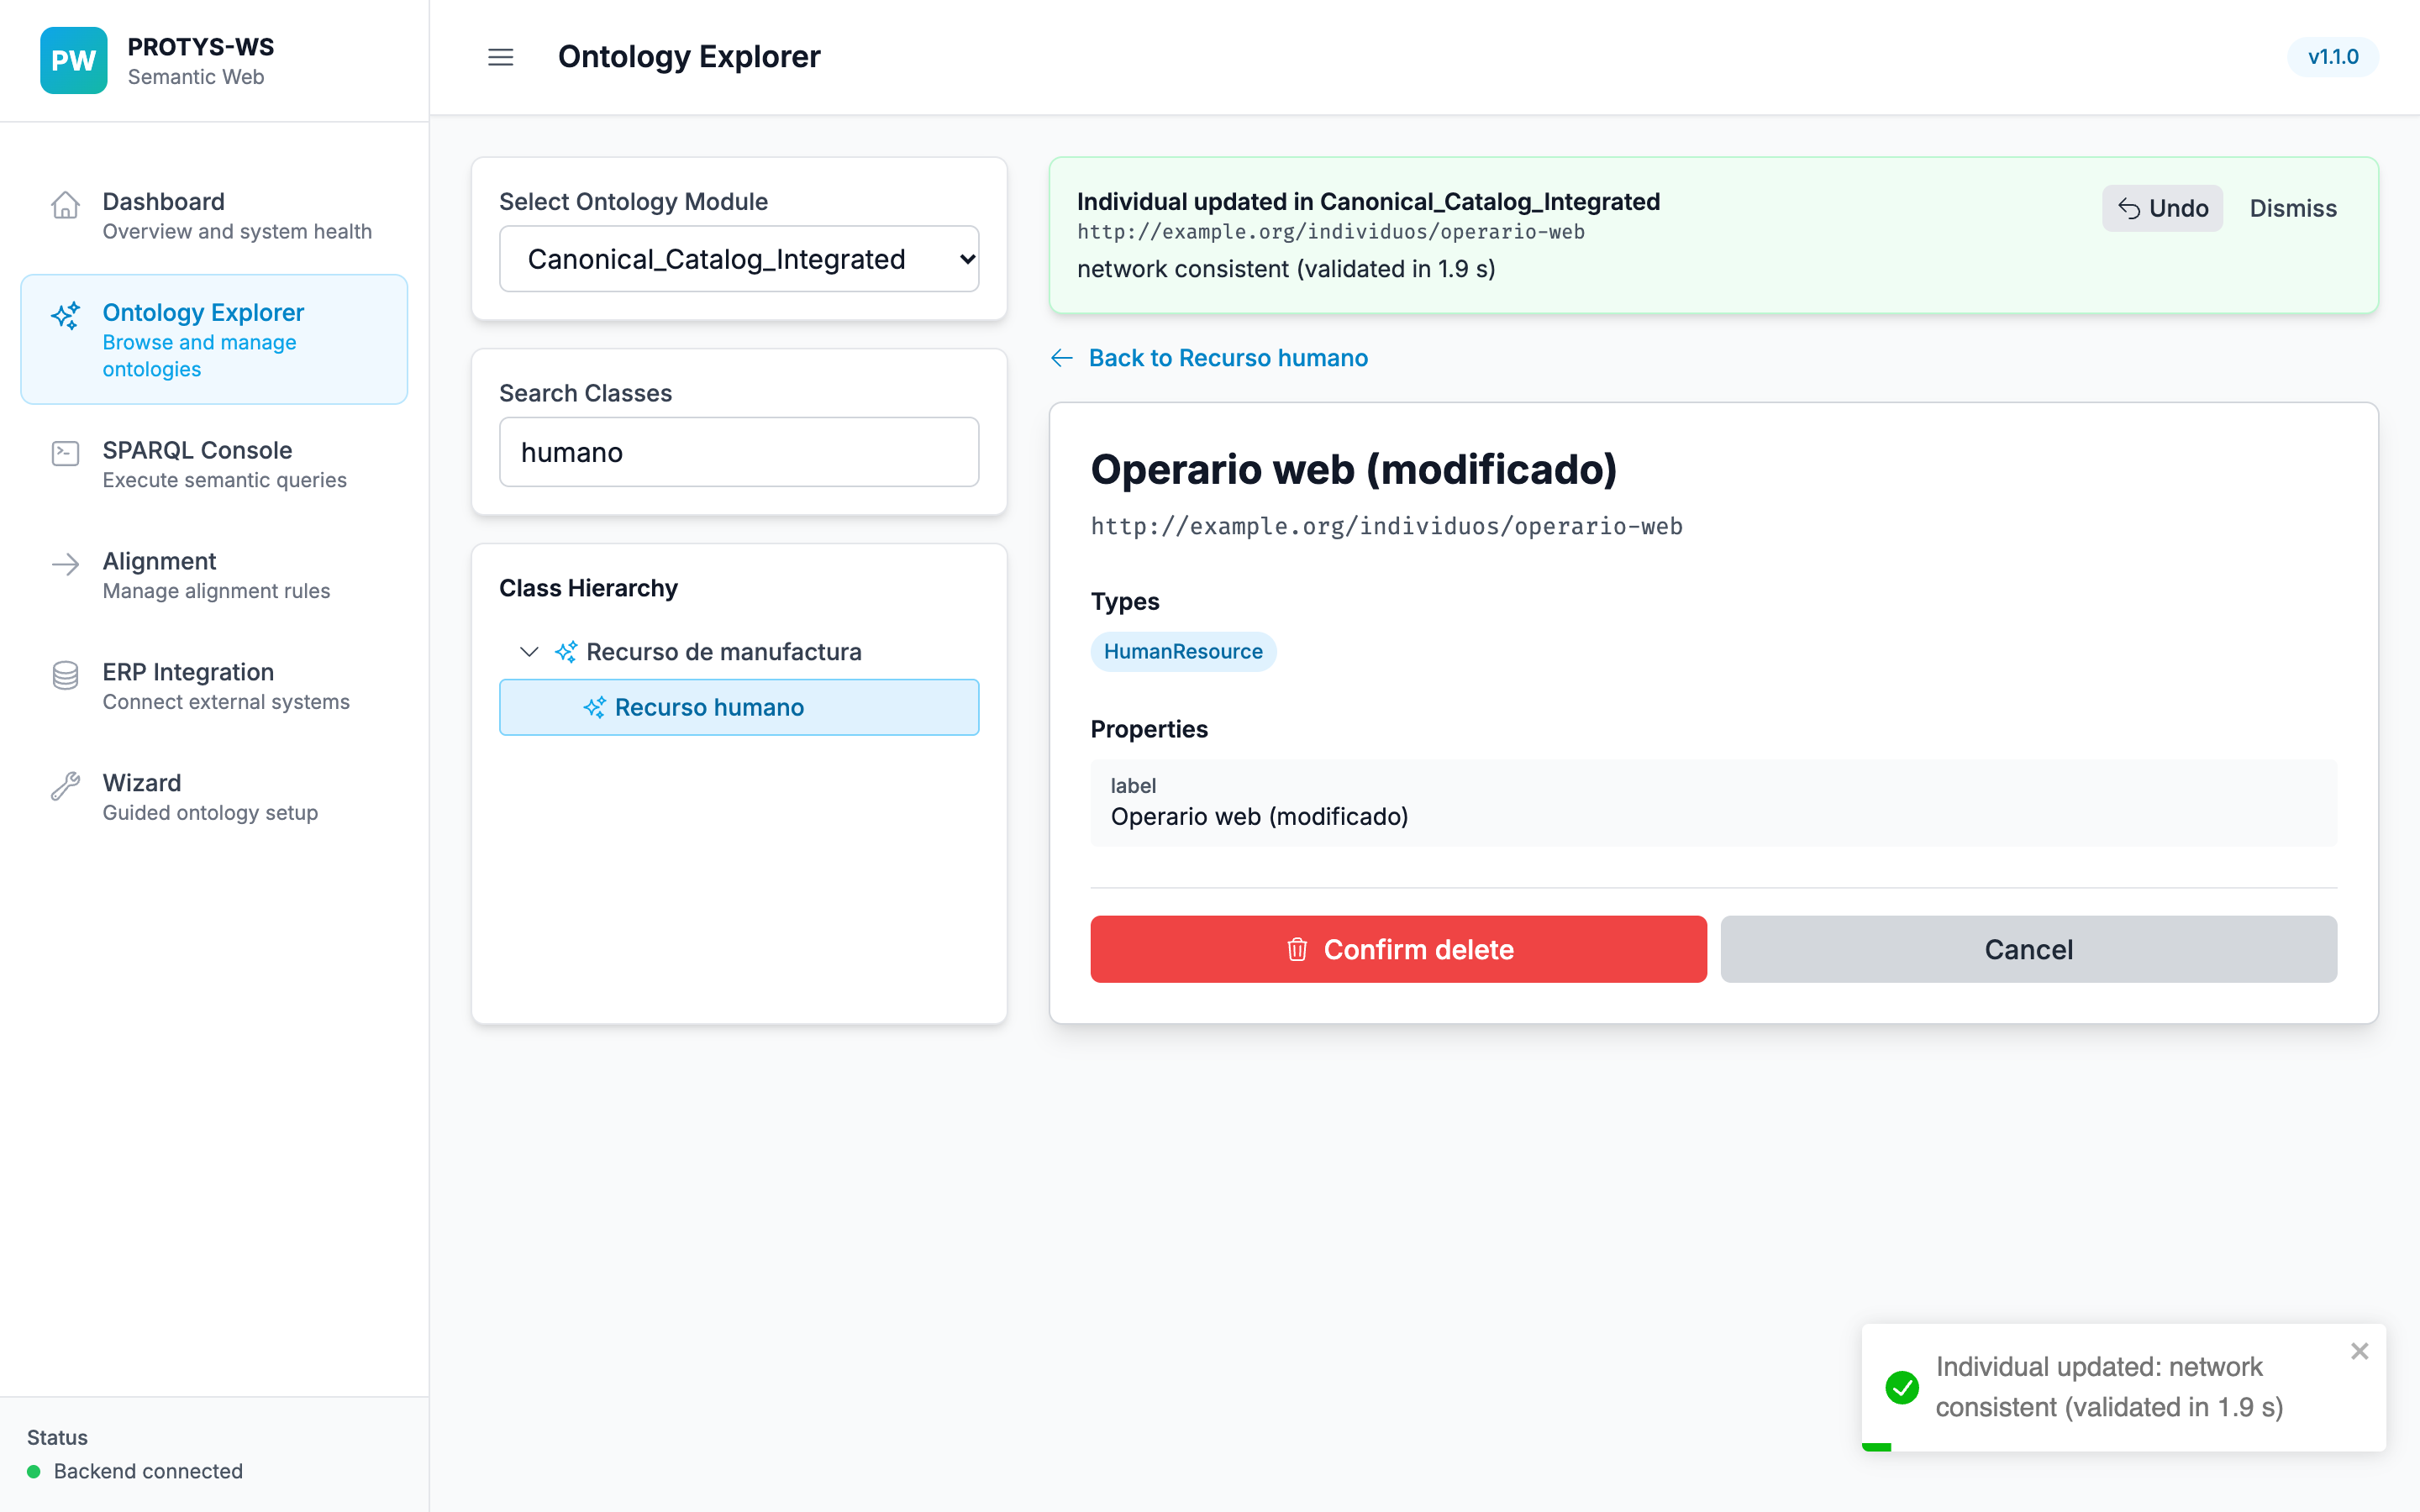 PW
PROTYS-WS
Semantic Web
Dashboard
Overview and system health
Ontology Explorer
Browse and manage
ontologies
SPARQL Console
Execute semantic queries
Alignment
Manage alignment rules
ERP Integration
Connect external systems
Wizard
Guided ontology setup
Status
Backend connected
Ontology Explorer
v1.1.0
Select Ontology Module
Canonical_Catalog_Integrated
Search Classes
humano
Class Hierarchy
Recurso de manufactura
Recurso humano
Individual updated in Canonical_Catalog_Integrated
http://example.org/individuos/operario-web
network consistent (validated in 1.9 s)
Undo
Dismiss
Back to Recurso humano
Operario web (modificado)
http://example.org/individuos/operario-web
Types
HumanResource
Properties
label
Operario web (modificado)
Confirm delete
Cancel
Individual updated: network
consistent (validated in 1.9 s)